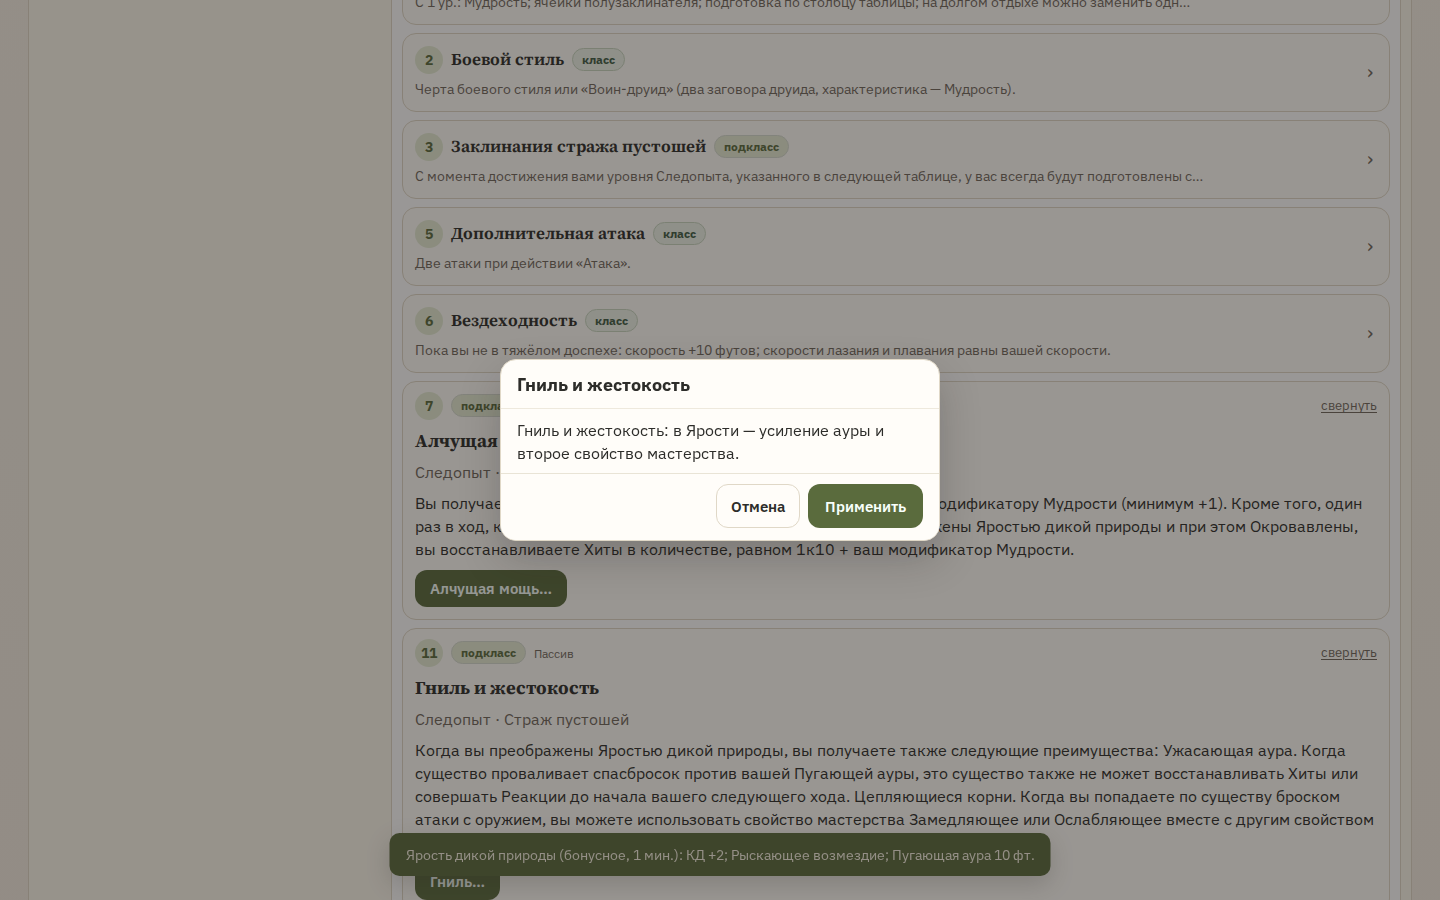 С 1 ур.: Мудрость; ячейки полузаклинателя; подготовка по столбцу таблицы; на долгом отдыхе можно заменить одн...
2 Боевой стиль класс
Черта боевого стиля или «Воин-друид» (два заговора друида, характеристика — Мудрость).
3 Заклинания стража пустошей подкласс
С момента достижения вами уровня Следопыта, указанного в следующей таблице, у вас всегда будут подготовлены с...
5 Дополнительная атака класс
Две атаки при действии «Атака».
6 Вездеходность класс
Пока вы не в тяжёлом доспехе: скорость +10 футов; скорости лазания и плавания равны вашей скорости.
Гниль и жестокость
Гниль и жестокость: в Ярости — усиление ауры и
второе свойство мастерства.
Отмена Применить
7 подкла свернуть
Алчущая
Следопыт ·
Вы получае одификатору Мудрости (минимум +1). Кроме того, один
раз в ход, к ены Яростью дикой природы и при этом Окровавлены,
вы восстанавливаете Хиты в количестве, равном 1к10 + ваш модификатор Мудрости.
Алчущая мощь...
11 подкласс Пассив свернуть
Гниль и жестокость
Следопыт · Страж пустошей
Когда вы преображены Яростью дикой природы, вы получаете также следующие преимущества: Ужасающая аура. Когда
существо проваливает спасбросок против вашей Пугающей ауры, это существо также не может восстанавливать Хиты или
совершать Реакции до начала вашего следующего хода. Цепляющиеся корни. Когда вы попадаете по существу броском
атаки с оружием, вы можете использовать свойство мастерства Замедляющее или Ослабляющее вместе с другим свойством
Ярость дикой природы (бонусное, 1 мин.): КД +2; Рыскающее возмездие; Пугающая аура 10 фт.
Гниль...